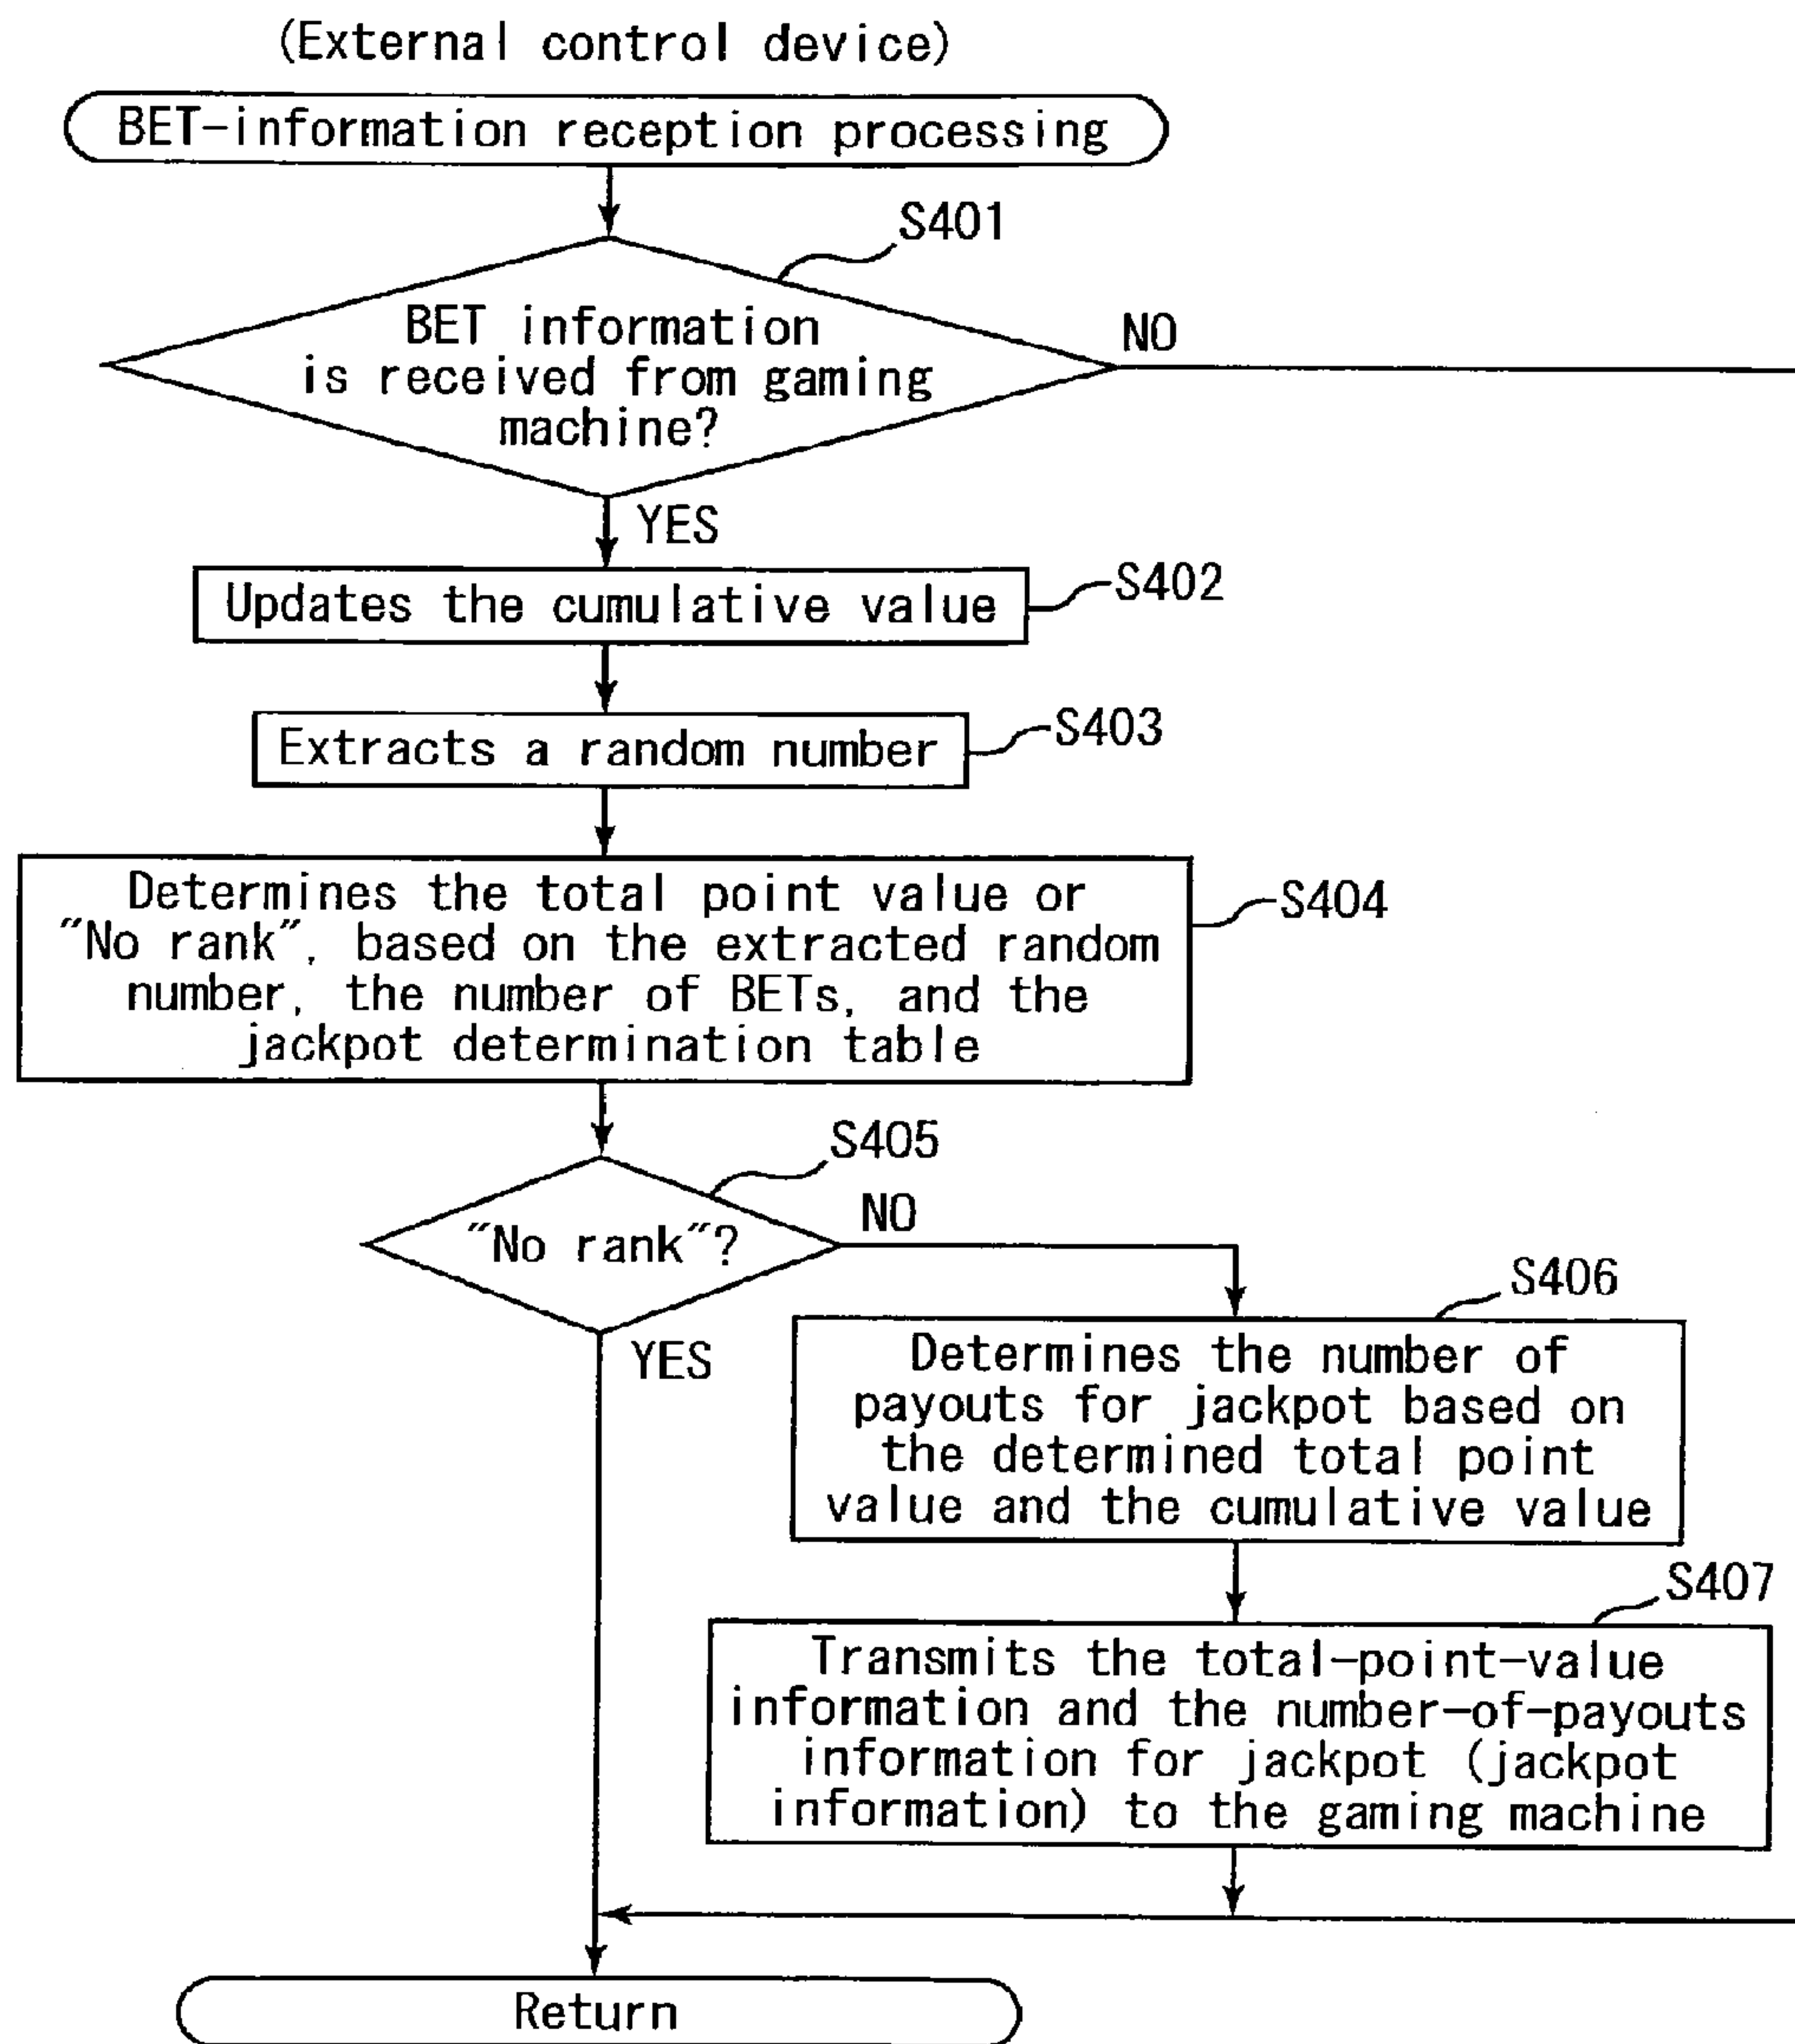 (External control device)
BET-information reception processing
S401
BET information
is received from gaming
machine?
NO
YES
Updates the cumulative value
S402
Extracts a random number
S403
Determines the total point value or
"No rank", based on the extracted random
number, the number of BETs, and the
jackpot determination table
S404
S405
"No rank"?
NO
YES
S406
Determines the number of
payouts for jackpot based on
the determined total point
value and the cumulative value
S407
Transmits the total-point-value
information and the number-of-payouts
information for jackpot (jackpot
information) to the gaming machine
Return